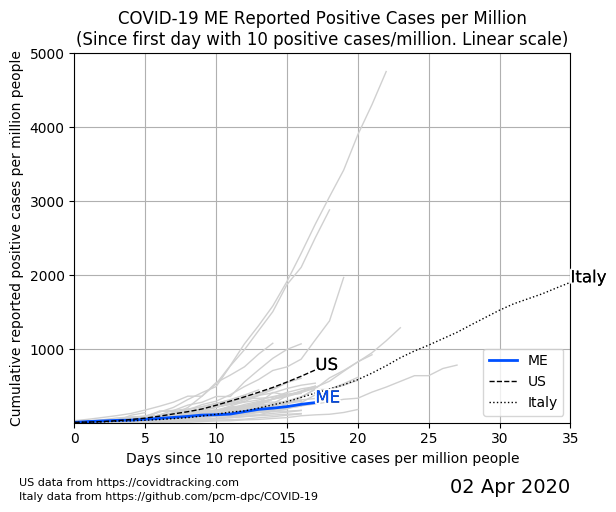 COVID-19 ME Reported Positive Cases per Million
(Since first day with 10 positive cases/million. Linear scale)
Cumulative reported positive cases per million people
5000
4000
3000
2000
1000
Italy
US
ME
ME
US
Italy
0 5 10 15 20 25 30 35
Days since 10 reported positive cases per million people
US data from https://covidtracking.com
Italy data from https://github.com/pcm-dpc/COVID-19
02 Apr 2020